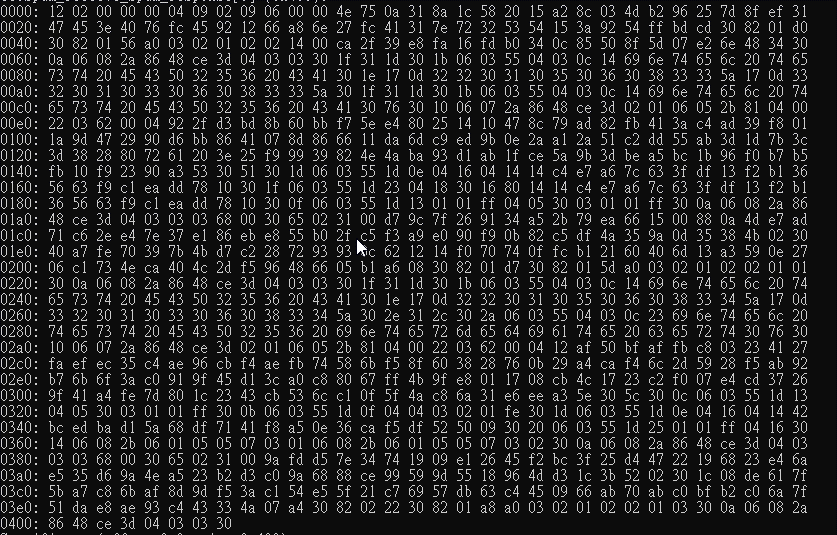 0000: 12 02 00 00 00 04 09 02 09 06 00 00 4e 75 0a 31 8a 1c 58 20 15 a2 8c 03 4d b2 96 25 7d 8f ef 31
0020: 47 45 3e 40 76 fc 45 92 12 66 a8 6e 27 fc 41 31 7e 72 32 53 54 15 3a 92 54 ff bd cd 30 82 01 d0
0040: 30 82 01 56 a0 03 02 01 02 02 14 00 ca 2f 39 e8 fa 16 fd b0 34 0c 85 50 8f 5d 07 e2 6e 48 34 30
0060: 0a 06 08 2a 86 48 ce 3d 04 03 03 30 1f 31 1d 30 1b 06 03 55 04 03 0c 14 69 6e 74 65 6c 20 74 65
0080: 73 74 20 45 43 50 32 35 36 20 43 41 30 1e 17 0d 32 32 30 31 30 35 30 36 30 38 33 33 5a 17 0d 33
00a0: 32 30 31 30 33 30 36 30 38 33 33 5a 30 1f 31 1d 30 1b 06 03 55 04 03 0c 14 69 6e 74 65 6c 20 74
00c0: 65 73 74 20 45 43 50 32 35 36 20 43 41 30 76 30 10 06 07 2a 86 48 ce 3d 02 01 06 05 2b 81 04 00
00e0: 22 03 62 00 04 92 2f d3 bd 8b 60 bb f7 5e e4 80 25 14 10 47 8c 79 ad 82 fb 41 3a c4 ad 39 f8 01
0100: 1a 9d 47 29 90 d6 bb 86 41 07 8d 86 66 11 da 6d c9 ed 9b 0e 2a a1 2a 51 c2 dd 55 ab 3d 1d 7b 3c
0120: 3d 38 28 80 72 61 20 3e 25 f9 99 39 82 4e 4a ba 93 d1 ab 1f ce 5a 9b 3d be a5 bc 1b 96 f0 b7 b5
0140: fb 10 f9 23 90 a3 53 30 51 30 1d 06 03 55 1d 0e 04 16 04 14 14 c4 e7 a6 7c 63 3f df 13 f2 b1 36
0160: 56 63 f9 c1 ea dd 78 10 30 1f 06 03 55 1d 23 04 18 30 16 80 14 14 c4 e7 a6 7c 63 3f df 13 f2 b1
0180: 36 56 63 f9 c1 ea dd 78 10 30 0f 06 03 55 1d 13 01 01 ff 04 05 30 03 01 01 ff 30 0a 06 08 2a 86
01a0: 48 ce 3d 04 03 03 03 68 00 30 65 02 31 00 d7 9c 7f 26 91 34 a5 2b 79 ea 66 15 00 88 0a 4d e7 ad
01c0: 71 c6 2e e4 7e 37 e1 86 eb e8 55 b0 2f c5 f3 a9 e0 90 f9 0b 82 c5 df 4a 35 9a 0d 35 38 4b 02 30
01e0: 40 a7 fe 70 39 7b 4b d7 c2 28 72 93 93 dc 62 12 14 f0 70 74 0f fc b1 21 60 40 6d 13 a3 59 0e 27
0200: 06 c1 73 4e ca 40 4c 2d f5 96 48 66 05 b1 a6 08 30 82 01 d7 30 82 01 5d a0 03 02 01 02 02 01 01
0220: 30 0a 06 08 2a 86 48 ce 3d 04 03 03 30 1f 31 1d 30 1b 06 03 55 04 03 0c 14 69 6e 74 65 6c 20 74
0240: 65 73 74 20 45 43 50 32 35 36 20 43 41 30 1e 17 0d 32 32 30 31 30 35 30 36 30 38 33 34 5a 17 0d
0260: 33 32 30 31 30 33 30 36 30 38 33 34 5a 30 2e 31 2c 30 2a 06 03 55 04 03 0c 23 69 6e 74 65 6c 20
0280: 74 65 73 74 20 45 43 50 32 35 36 20 69 6e 74 65 72 6d 65 64 69 61 74 65 20 63 65 72 74 30 76 30
02a0: 10 06 07 2a 86 48 ce 3d 02 01 06 05 2b 81 04 00 22 03 62 00 04 12 af 50 bf af fb c8 03 23 41 27
02c0: fa ef ec 35 c4 ae 96 cb f4 ae fb 74 58 6b f5 8f 60 38 28 76 0b 29 a4 ca f4 6c 2d 59 28 f5 ab 92
02e0: b7 6b 6f 3a c0 91 9f 45 d1 3c a0 c8 80 67 ff 4b 9f e8 01 17 08 cb 4c 17 23 c2 f0 07 e4 cd 37 26
0300: 9f 41 a4 fe 7d 80 1c 23 43 cb 53 6c c1 0f 5f 4a c8 6a 31 e6 ee a3 5e 30 5c 30 0c 06 03 55 1d 13
0320: 04 05 30 03 01 01 ff 30 0b 06 03 55 1d 0f 04 04 03 02 01 fe 30 1d 06 03 55 1d 0e 04 16 04 14 42
0340: bc ed ba d1 5a 68 df 71 41 f8 a5 0e 36 ca f5 df 52 50 09 30 20 06 03 55 1d 25 01 01 ff 04 16 30
0360: 14 06 08 2b 06 01 05 05 07 03 01 06 08 2b 06 01 05 05 07 03 02 30 0a 06 08 2a 86 48 ce 3d 04 03
0380: 03 03 68 00 30 65 02 31 00 9a fd d5 7e 34 74 19 09 e1 26 45 f2 bc 3f 25 d4 47 22 19 68 23 e4 6a
03a0: e5 35 d6 9a 4e a5 23 b2 d3 c0 9a 68 88 ce 99 59 9d 55 18 96 4d d3 1c 3b 52 02 30 1c 08 de 61 7f
03c0: 5b a7 c8 6b af 8d 9d f5 3a c1 54 e5 5f 21 c7 69 57 db 63 c4 45 09 66 ab 70 ab c0 bf b2 c0 6a 7f
03e0: 51 da e8 ae 93 c4 43 33 4a 07 a4 30 82 02 22 30 82 01 a8 a0 03 02 01 02 02 01 03 30 0a 06 08 2a
0400: 86 48 ce 3d 04 03 03 30